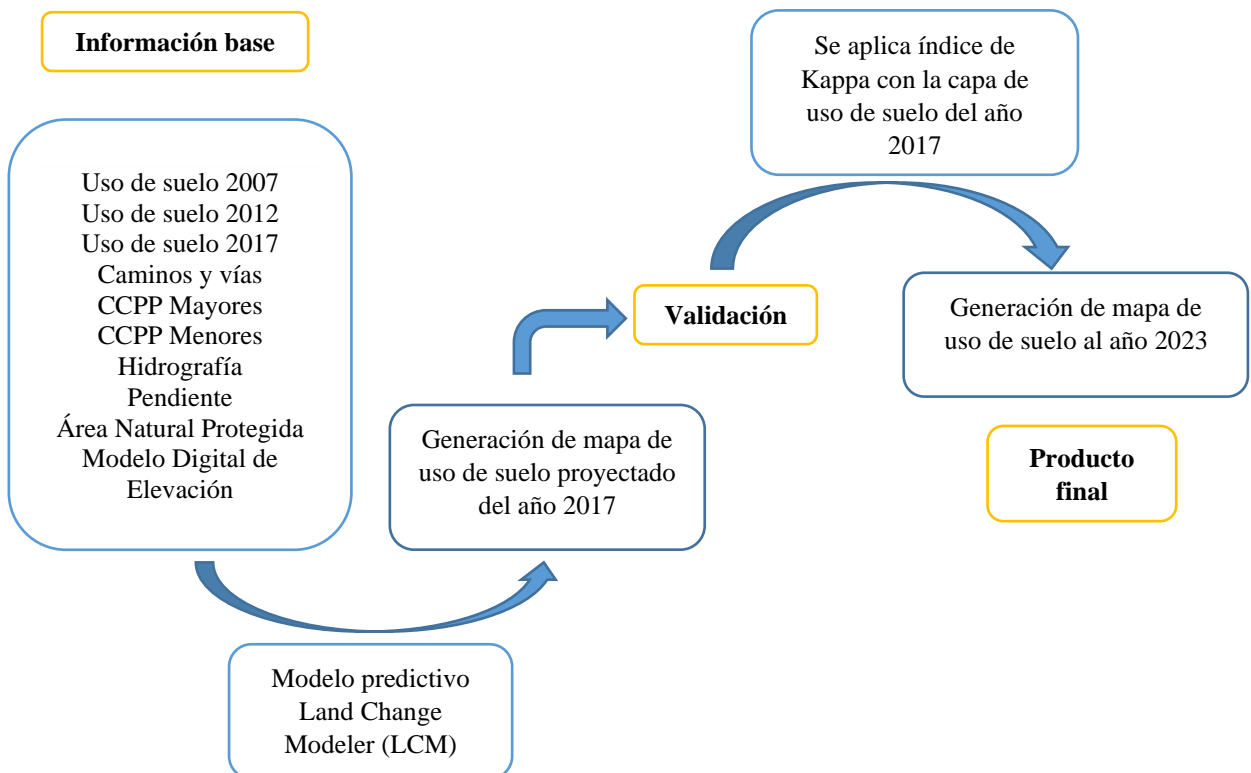 Información base
Uso de suelo 2007
Uso de suelo 2012
Uso de suelo 2017
Caminos y vías
CCPP Mayores
CCPP Menores
Hidrografía
Pendiente
Área Natural Protegida
Modelo Digital de
Elevación
Modelo predictivo
Land Change
Modeler (LCM)
Generación de mapa de
uso de suelo proyectado
del año 2017
Validación
Se aplica índice de
Kappa con la capa de
uso de suelo del año
2017
Generación de mapa de
uso de suelo al año 2023
Producto
final